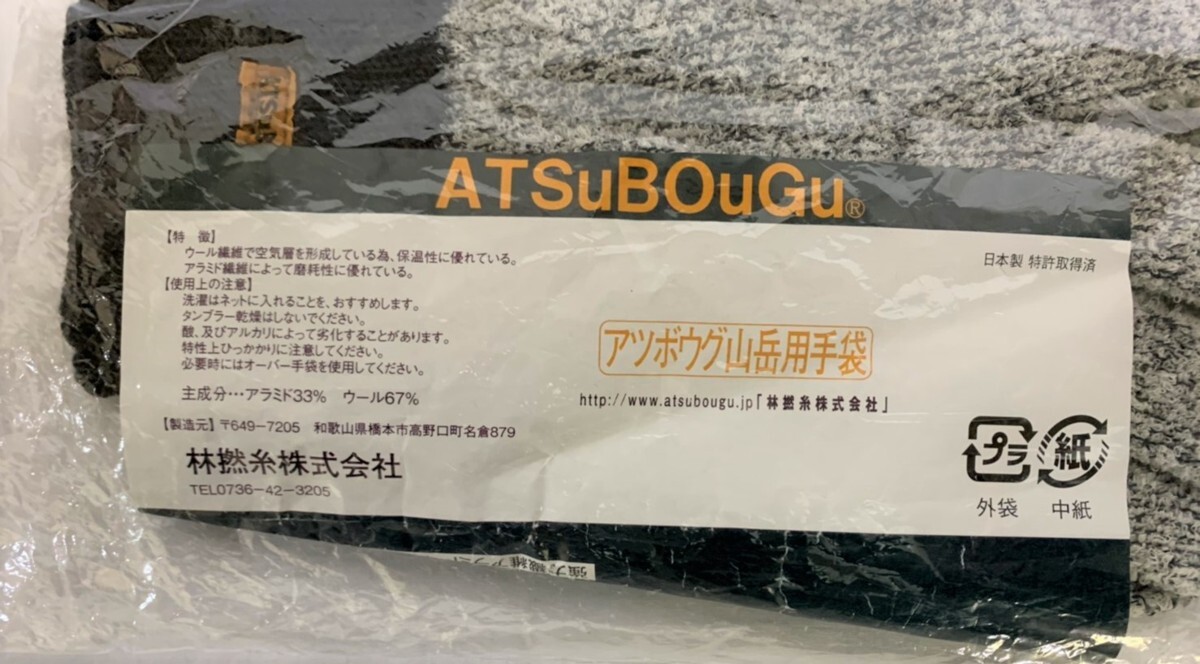 ATSu
ATSuBOuGu®
【特　徴】
ウール繊維で空気層を形成している為、保温性に優れている。
アラミド繊維によって磨耗性に優れている。
【使用上の注意】
洗濯はネットに入れることを、おすすめします。
タンブラー乾燥はしないでください。
酸、及びアルカリによって劣化することがあります。
特性上ひっかかりに注意してください。
必要時にはオーバー手袋を使用してください。
主成分…アラミド33%　ウール67%
【製造元】〒649-7205　和歌山県橋本市高野口町名倉879
林撚糸株式会社
TEL0736-42-3205
日本製 特許取得済
アツボウグ山岳用手袋
http://www.atsubougu.jp「林撚糸株式会社」
プラ 紙
外袋 中紙